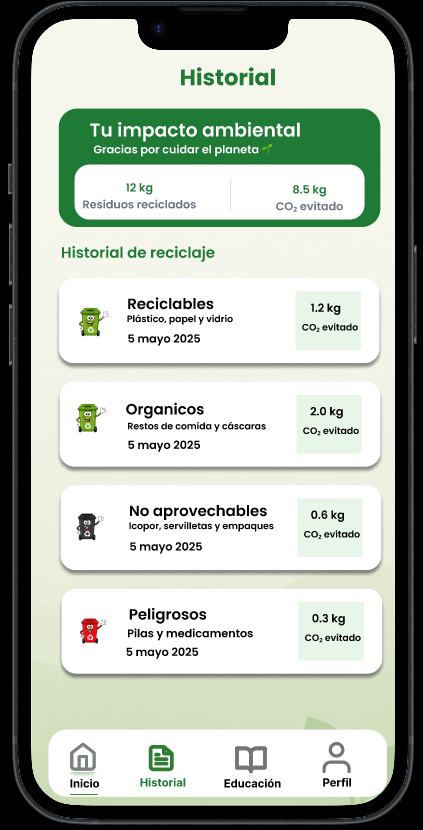 Historial
Tu impacto ambiental
Gracias por cuidar el planeta 🌱
12 kg
Residuos reciclados
8.5 kg
CO₂ evitado
Historial de reciclaje
Reciclables
Plástico, papel y vidrio
5 mayo 2025
1.2 kg
CO₂ evitado
Organicos
Restos de comida y cáscaras
5 mayo 2025
2.0 kg
CO₂ evitado
No aprovechables
Icopor, servilletas y empaques
5 mayo 2025
0.6 kg
CO₂ evitado
Peligrosos
Pilas y medicamentos
5 mayo 2025
0.3 kg
CO₂ evitado
Inicio
Historial
Educación
Perfil